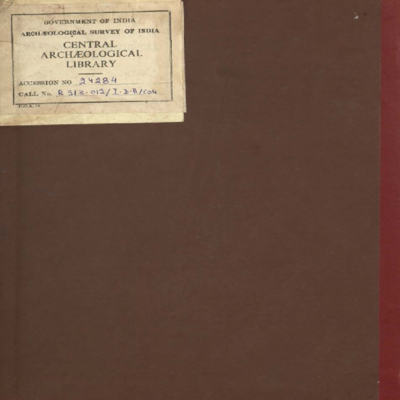 GOVERNMENT OF INDIA
ARCHÆOLOGICAL SURVEY OF INDIA
CENTRAL
ARCHÆOLOGICAL
LIBRARY
ACCESSION NO 24284
CALL No.